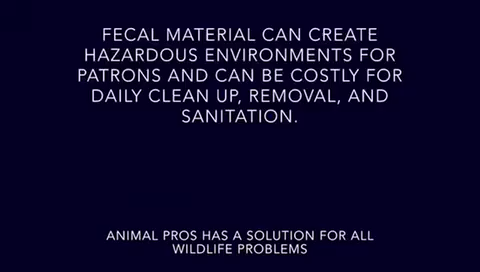 FECAL MATERIAL CAN CREATE
HAZARDOUS ENVIRONMENTS FOR
PATRONS AND CAN BE COSTLY FOR
DAILY CLEAN UP, REMOVAL, AND
SANITATION.
ANIMAL PROS HAS A SOLUTION FOR ALL
WILDLIFE PROBLEMS